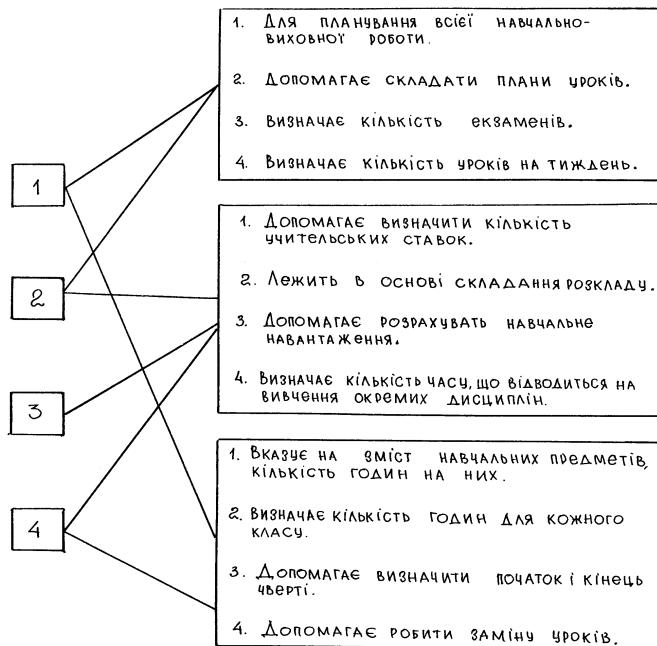 1. Для планування всієї навчально-
виховної роботи.
2. Допомагає складати плани уроків.
3. Визначає кількість екзаменів.
4. Визначає кількість уроків на тиждень.
1
2
3
4
1. Допомагає визначити кількість
учительських ставок.
2. Лежить в основі складання розкладу.
3. Допомагає розрахувать навчальне
навантаження.
4. Визначає кількість часу, що відводиться на
вивчення окремих дисциплін.
1. Вказує на зміст навчальних предметів,
кількість годин на них.
2. Визначає кількість годин для кожного
класу.
3. Допомагає визначити початок і кінець
чверті.
4. Допомагає робити заміну уроків.